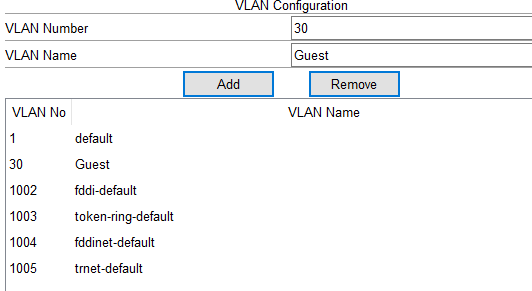 VLAN Configuration
VLAN Number 30
VLAN Name Guest
Add Remove
VLAN No VLAN Name
1 default
30 Guest
1002 fddi-default
1003 token-ring-default
1004 fddinet-default
1005 trnet-default